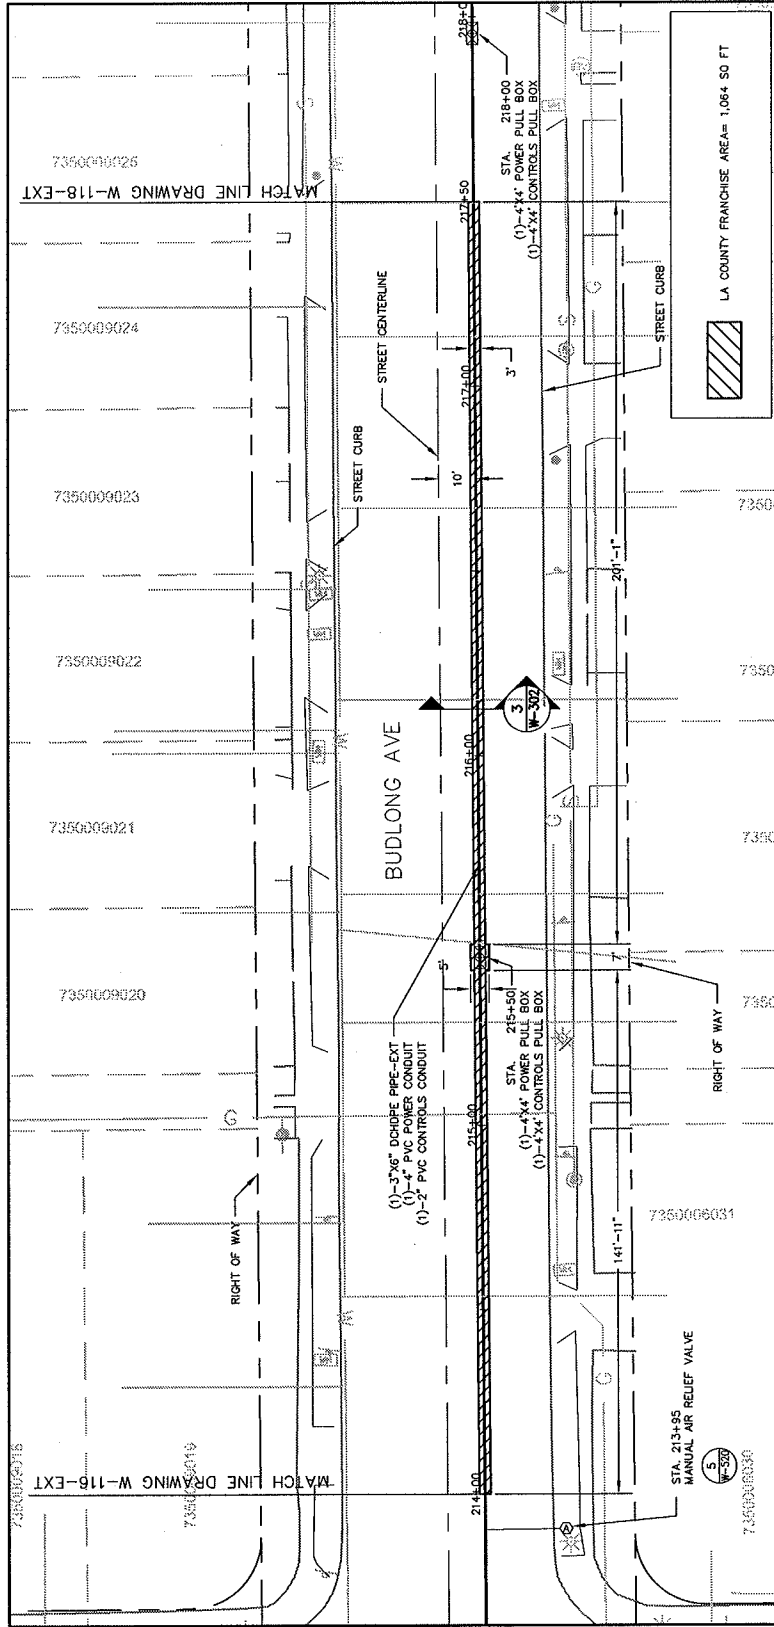 MATCH LINE DRAWING W-116-EXT
MATCH LINE DRAWING W-118-EXT
7350009019
7350009020
7350009021
7350009022
7350009023
7350009024
RIGHT OF WAY
STREET CURB
STREET CENTERLINE
BUDLONG AVE
(1)-3"X6" DCHDPE PIPE-EXT
(1)-4" PVC POWER CONDUIT
(1)-2" PVC CONTROLS CONDUIT
5'
10'
3'
214+00
215+00
216+00
217+00
217+50
STA. 215+50
(1)-4'X4' POWER PULL BOX
(1)-4'X4' CONTROLS PULL BOX
3
W-302
STA. 218+00
(1)-4'X4' POWER PULL BOX
(1)-4'X4' CONTROLS PULL BOX
STREET CURB
141'-11"
7'
201'-1"
RIGHT OF WAY
STA. 213+95
MANUAL AIR RELIEF VALVE
5
W-520
A
7350006031
7350006030
LA COUNTY FRANCHISE AREA= 1,064 SQ FT